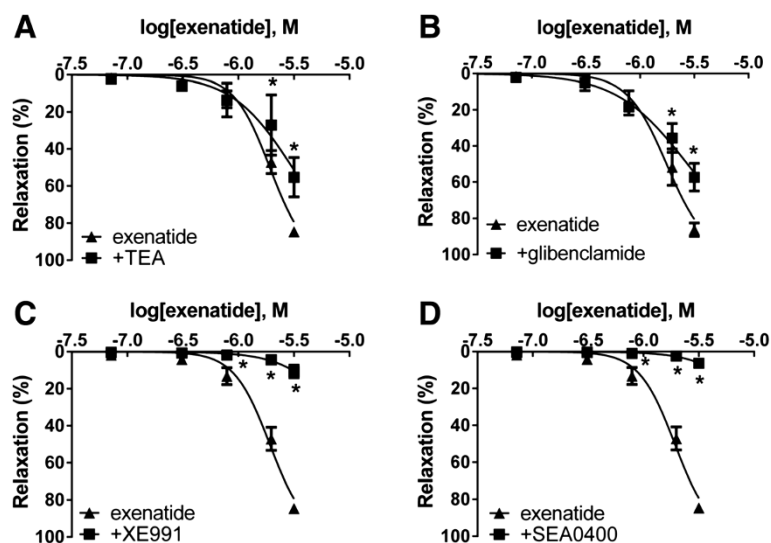 A
log[exenatide], M
-7.5 -7.0 -6.5 -6.0 -5.5 -5.0
0
20
40
60
80
100
Relaxation (%)
*
*
exenatide
+TEA
B
log[exenatide], M
-7.5 -7.0 -6.5 -6.0 -5.5 -5.0
0
20
40
60
80
100
Relaxation (%)
*
*
exenatide
+glibenclamide
C
log[exenatide], M
-7.5 -7.0 -6.5 -6.0 -5.5 -5.0
0
20
40
60
80
100
Relaxation (%)
*
*
*
exenatide
+XE991
D
log[exenatide], M
-7.5 -7.0 -6.5 -6.0 -5.5 -5.0
0
20
40
60
80
100
Relaxation (%)
*
*
*
exenatide
+SEA0400